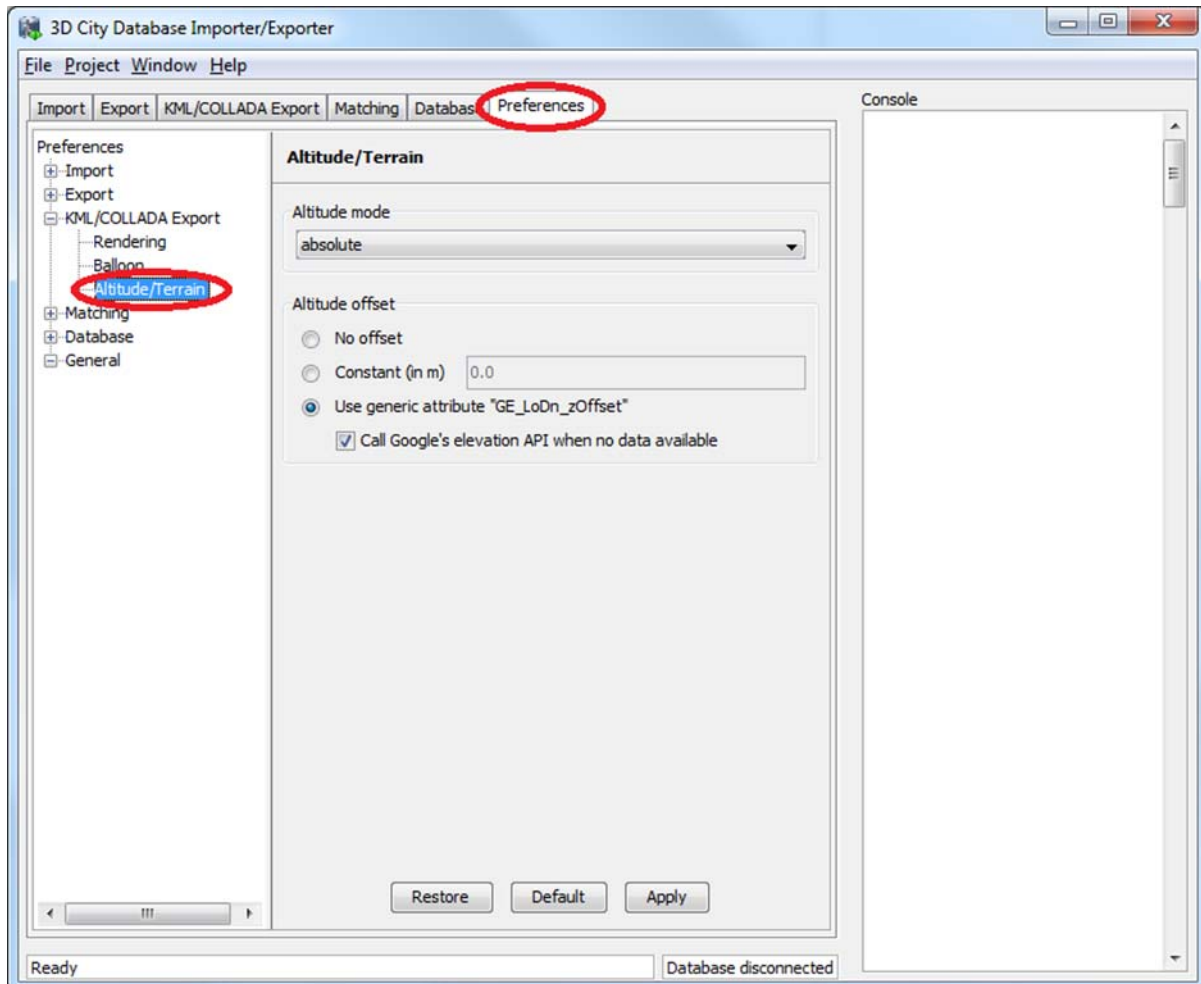 3D City Database Importer/Exporter
File Project Window Help
Import Export KML/COLLADA Export Matching Database Preferences
Console
Preferences
Import
Export
KML/COLLADA Export
Rendering
Balloon
Altitude/Terrain
Matching
Database
General
Altitude/Terrain
Altitude mode
absolute
Altitude offset
No offset
Constant (in m) 0.0
Use generic attribute "GE_LoDn_zOffset"
Call Google's elevation API when no data available
Restore Default Apply
Ready
Database disconnected